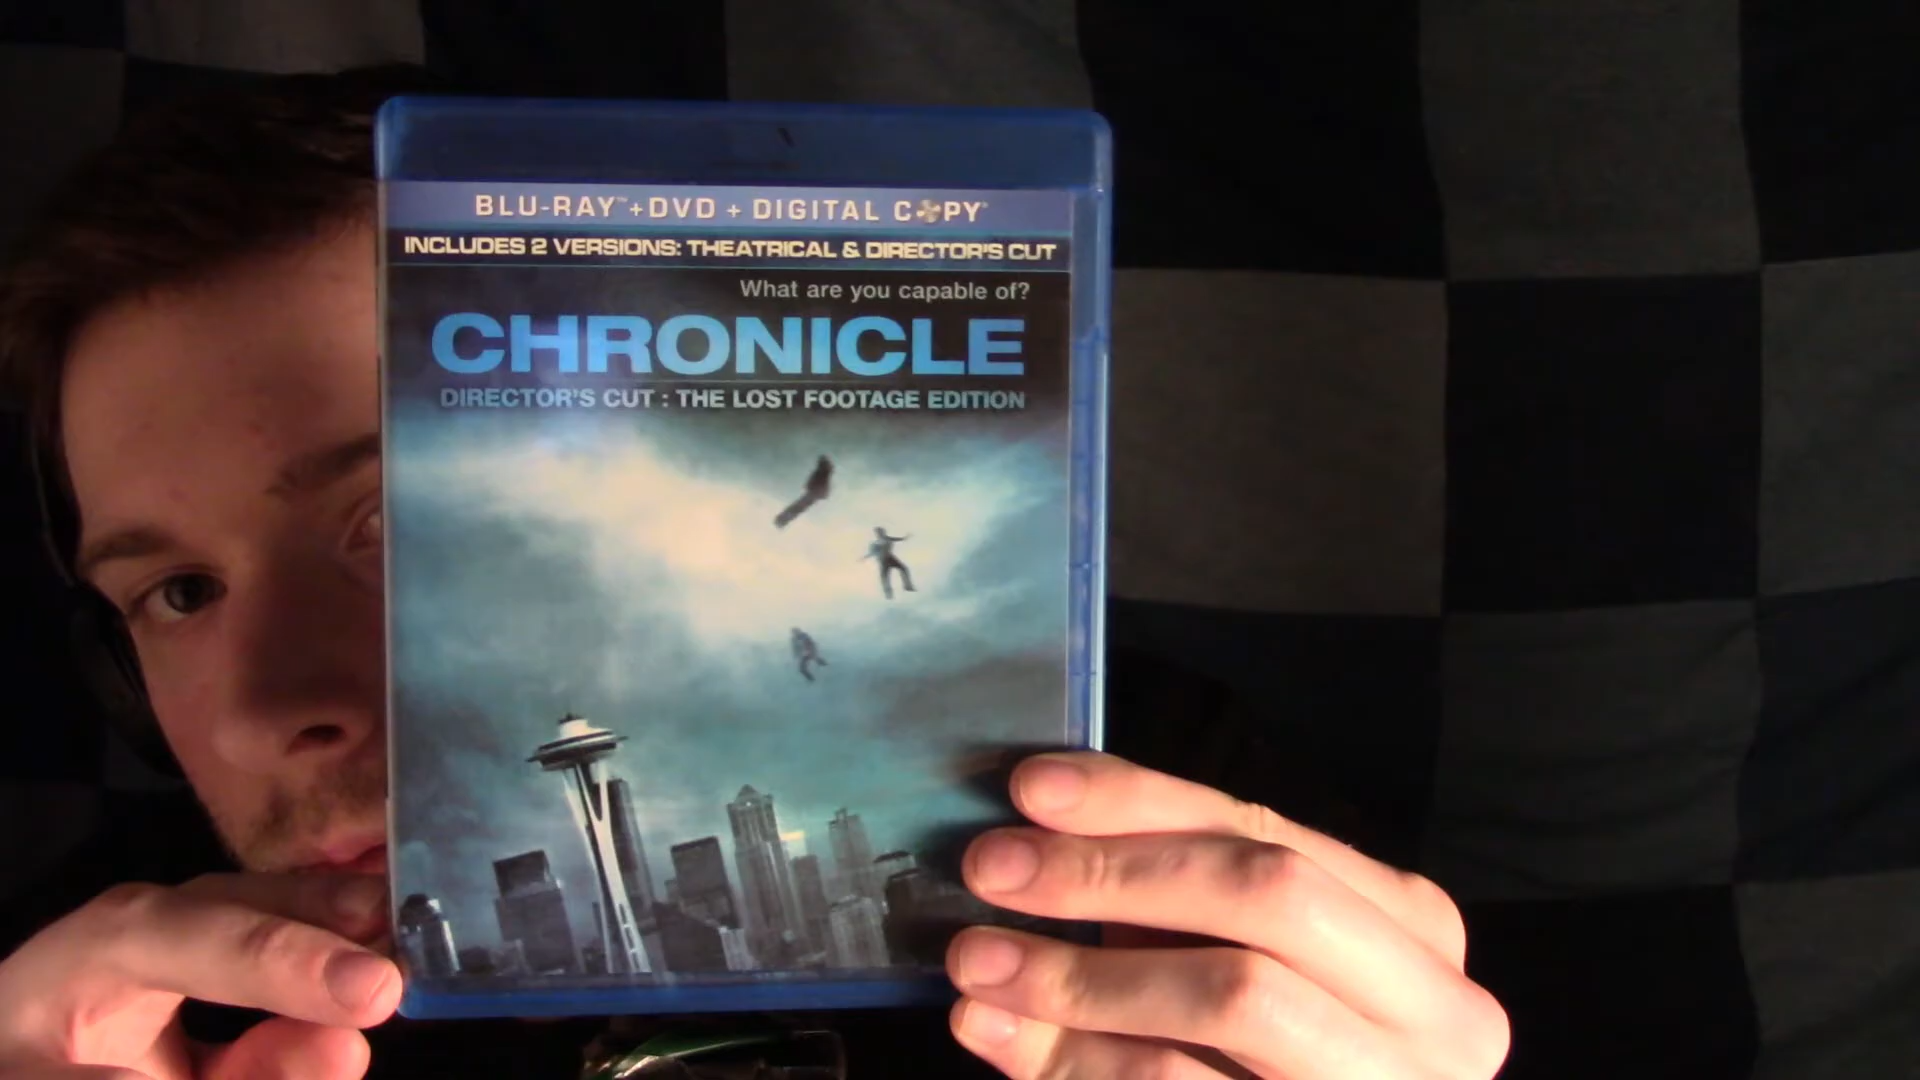 BLU-RAY™ + DVD + DIGITAL COPY
INCLUDES 2 VERSIONS: THEATRICAL & DIRECTOR'S CUT
What are you capable of?
CHRONICLE
DIRECTOR'S CUT : THE LOST FOOTAGE EDITION